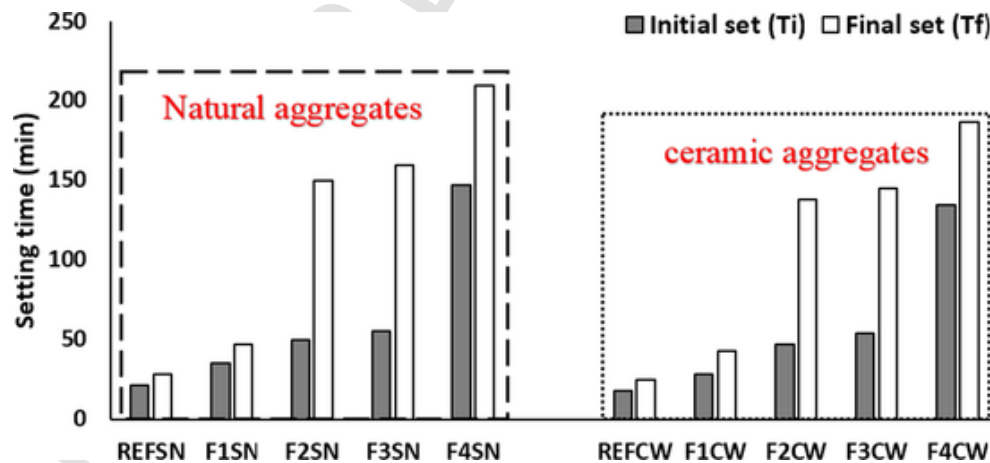 250
200
150
100
50
0
Setting time (min)
Initial set (Ti) Final set (Tf)
Natural aggregates
ceramic aggregates
REFSN F1SN F2SN F3SN F4SN REFCW F1CW F2CW F3CW F4CW